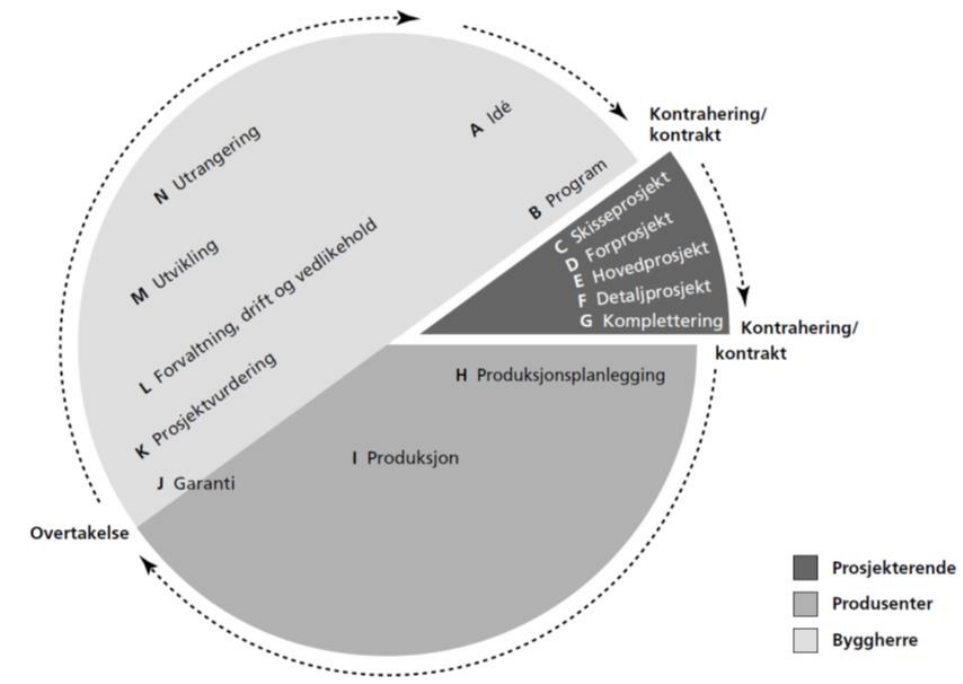 A Idé
B Program
Kontrahering/
kontrakt
C Skisseprosjekt
D Forprosjekt
E Hovedprosjekt
F Detaljprosjekt
G Komplettering
Kontrahering/
kontrakt
H Produksjonsplanlegging
I Produksjon
J Garanti
Overtakelse
K Prosjektvurdering
L Forvaltning, drift og vedlikehold
M Utvikling
N Utrangering
Prosjekterende
Produsenter
Byggherre